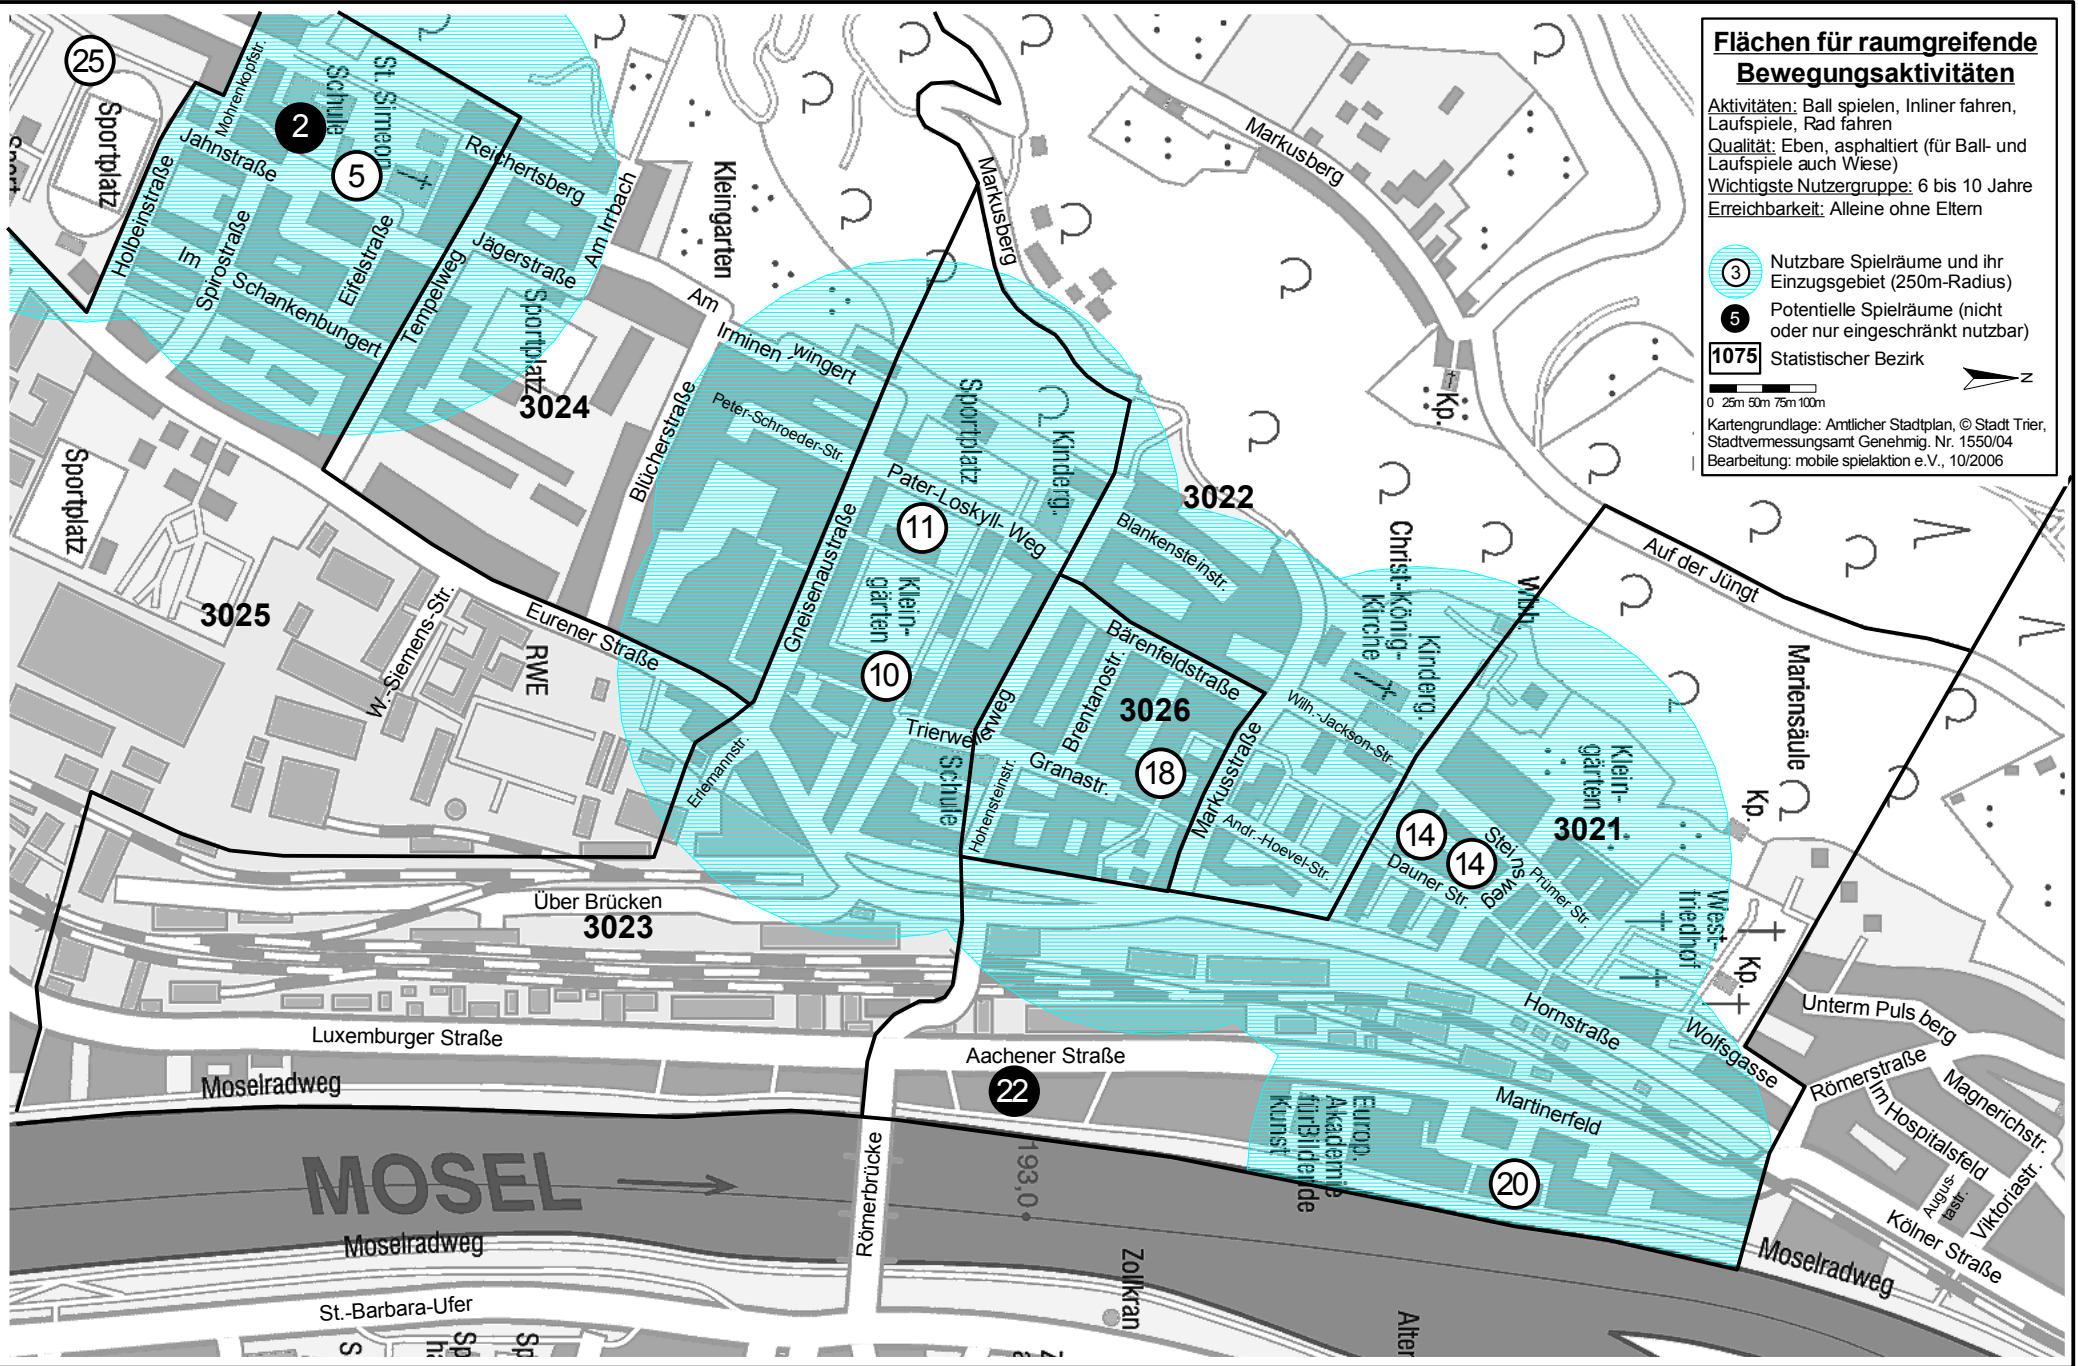 Flächen für raumgreifende
Bewegungsaktivitäten
Aktivitäten: Ball spielen, Inliner fahren,
Laufspiele, Rad fahren
Qualität: Eben, asphaltiert (für Ball- und
Laufspiele auch Wiese)
Wichtigste Nutzergruppe: 6 bis 10 Jahre
Erreichbarkeit: Alleine ohne Eltern
3
Nutzbare Spielräume und ihr
Einzugsgebiet (250m-Radius)
5
Potentielle Spielräume (nicht
oder nur eingeschränkt nutzbar)
1075 Statistischer Bezirk
N
0 25m 50m 75m 100m
Kartengrundlage: Amtlicher Stadtplan, © Stadt Trier,
Stadtvermessungsamt Genehmig. Nr. 1550/04
Bearbeitung: mobile spielaktion e.V., 10/2006
25
Sportplatz
Mohrenkopfstr.
Schule
St. Simeon
2
5
Jahnstraße
Holbeinstraße
Spirostraße
Im
Schankenbungert
Eifelstraße
Tempelweg
Reichertsberg
Jägerstraße
Am Irrbach
Sportplatz
3024
Kleingarten
Am
Irminen -wingert
Peter-Schroeder-Str.
Blücherstraße
Markusberg
Markusberg
Sportplatz
Kinderg.
Pater-Loskyll- Weg
11
Klein-
gärten
10
Gneisenaustraße
3022
Blankensteinstr.
Kp.
Sportplatz
3025
W.-Siemens-Str.
RWE
Eurener Straße
Erlemannstr.
Trierweilerweg
Schule
Hohensteinstr.
Granastr.
Brentanostr.
Bärenfeldstraße
3026
18
Markusstraße
Christ-König-
Kirche
Kinderg.
Wilh.-Jackson-Str.
Andr.-Hoevel-Str.
Wbh.
Auf der Jüngt
Mariensäule
Klein-
gärten
3021
14
14
Steinsweg
Dauner Str.
Prümer Str.
Kp.
West-
friedhof
Kp.
Über Brücken
3023
Luxemburger Straße
Aachener Straße
22
Moselradweg
MOSEL
Moselradweg
St.-Barbara-Ufer
Römerbrücke
193,0
Zollkran
Europ.
Akademie
für Bildende
Kunst
Martinerfeld
20
Hornstraße
Wolfsgasse
Unterm Puls berg
Römerstraße
Im Hospitalsfeld
Magnerichstr.
Augus-
tastr.
Viktoriastr.
Kölner Straße
Moselradweg
Alter